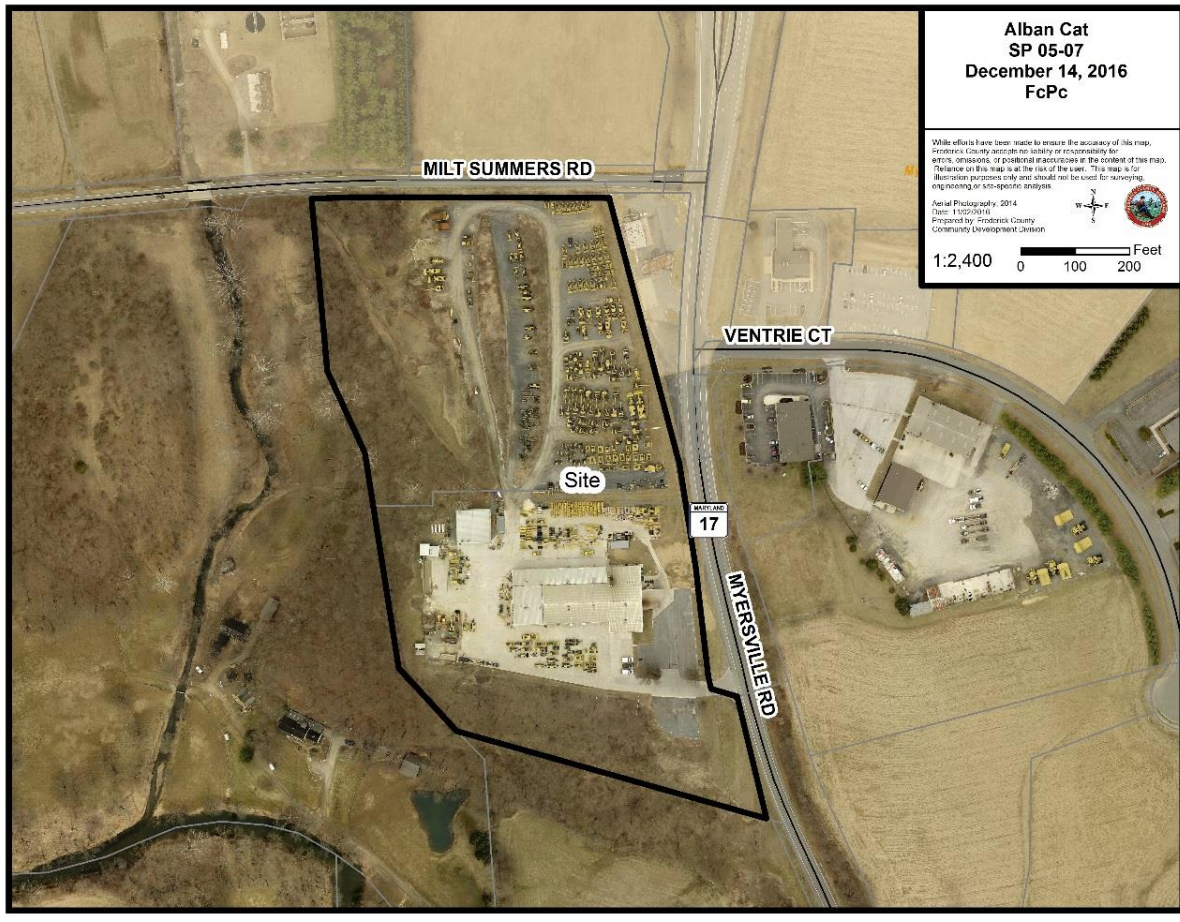 Alban Cat
SP 05-07
December 14, 2016
FcPc
While efforts have been made to ensure the accuracy of this map,
Frederick County accepts no liability or responsibility for
errors, omissions, or positional inaccuracies in the content of this map.
Reliance on this map is at the risk of the user. This map is for
illustration purposes only and should not be used for surveying,
engineering, or site-specific analysis.
Aerial Photography, 2014
Date: 11/02/2016
Prepared by: Frederick County
Community Development Division
N
W E
S
1:2,400
Feet
0 100 200
MILT SUMMERS RD
VENTRIE CT
Site
MARYLAND
17
MYERSVILLE RD